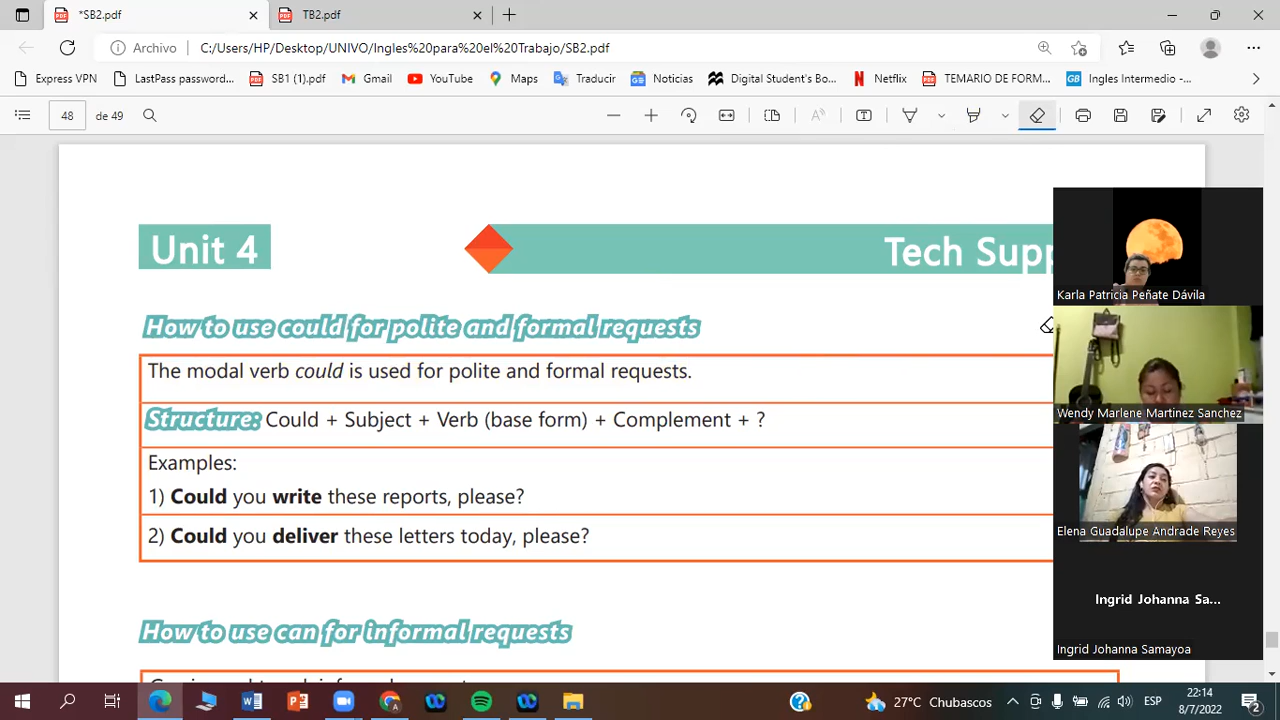 *SB2.pdf
TB2.pdf
Archivo
C:/Users/HP/Desktop/UNIVO/Ingles%20para%20el%20Trabajo/SB2.pdf
Express VPN
LastPass password...
SB1 (1).pdf
Gmail
YouTube
Maps
Traducir
Noticias
Digital Student's Bo...
Netflix
TEMARIO DE FORM...
GB Ingles Intermedio -...
48 de 49
Unit 4
Tech Supp
How to use could for polite and formal requests
The modal verb could is used for polite and formal requests.
Structure: Could + Subject + Verb (base form) + Complement + ?
Examples:
1) Could you write these reports, please?
2) Could you deliver these letters today, please?
How to use can for informal requests
Karla Patricia Peñate Dávila
Wendy Marlene Martinez Sanchez
Elena Guadalupe Andrade Reyes
Ingrid Johanna Sa...
Ingrid Johanna Samayoa
27°C Chubascos
ESP
22:14
8/7/2022
2